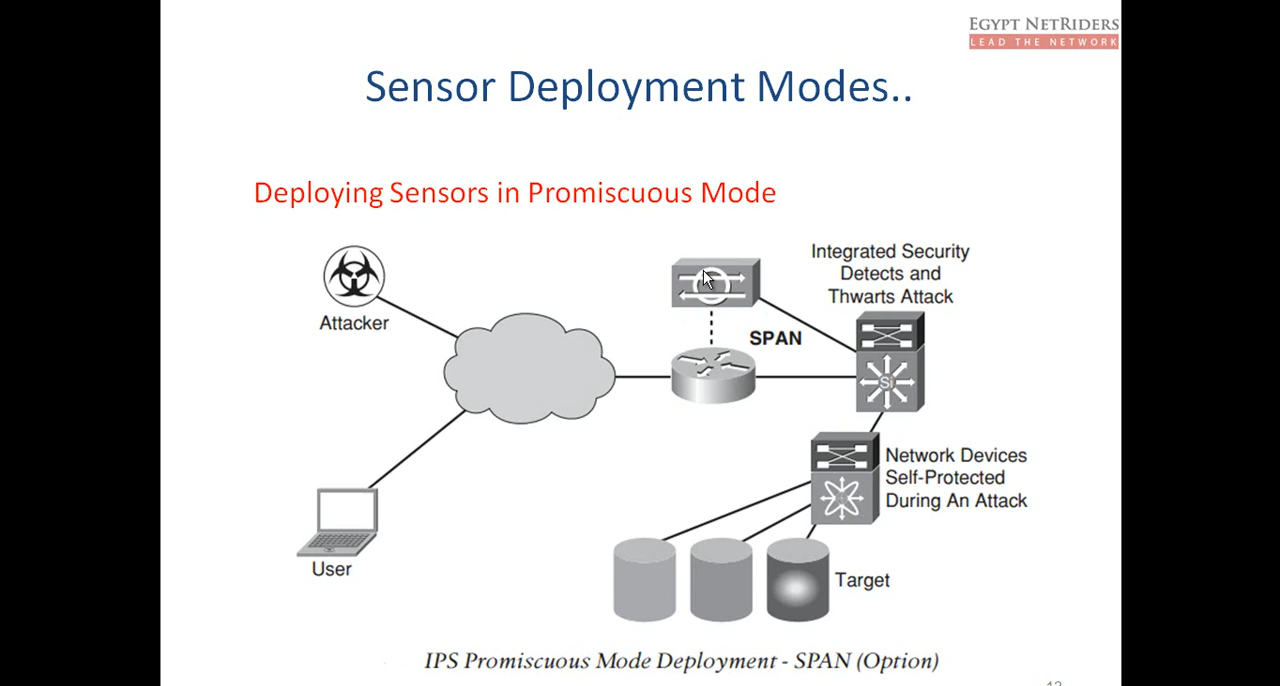 EGYPT NETRIDERS
LEAD THE NETWORK
Sensor Deployment Modes..
Deploying Sensors in Promiscuous Mode
Integrated Security
Detects and
Thwarts Attack
Attacker
SPAN
Si
Network Devices
Self-Protected
During An Attack
User
Target
IPS Promiscuous Mode Deployment - SPAN (Option)